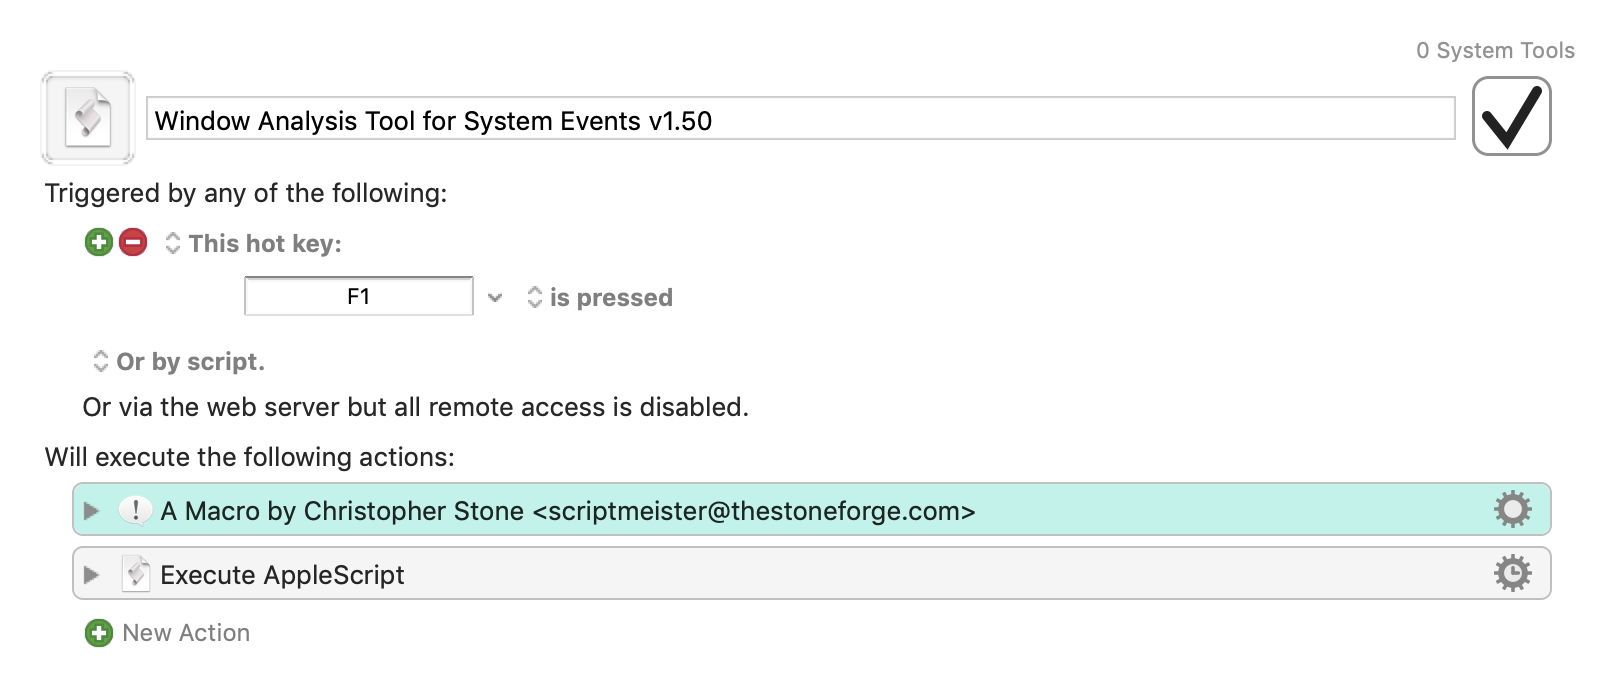 0 System Tools
Window Analysis Tool for System Events v1.50
Triggered by any of the following:
This hot key:
F1 is pressed
Or by script.
Or via the web server but all remote access is disabled.
Will execute the following actions:
A Macro by Christopher Stone <scriptmeister@thestoneforge.com>
Execute AppleScript
New Action